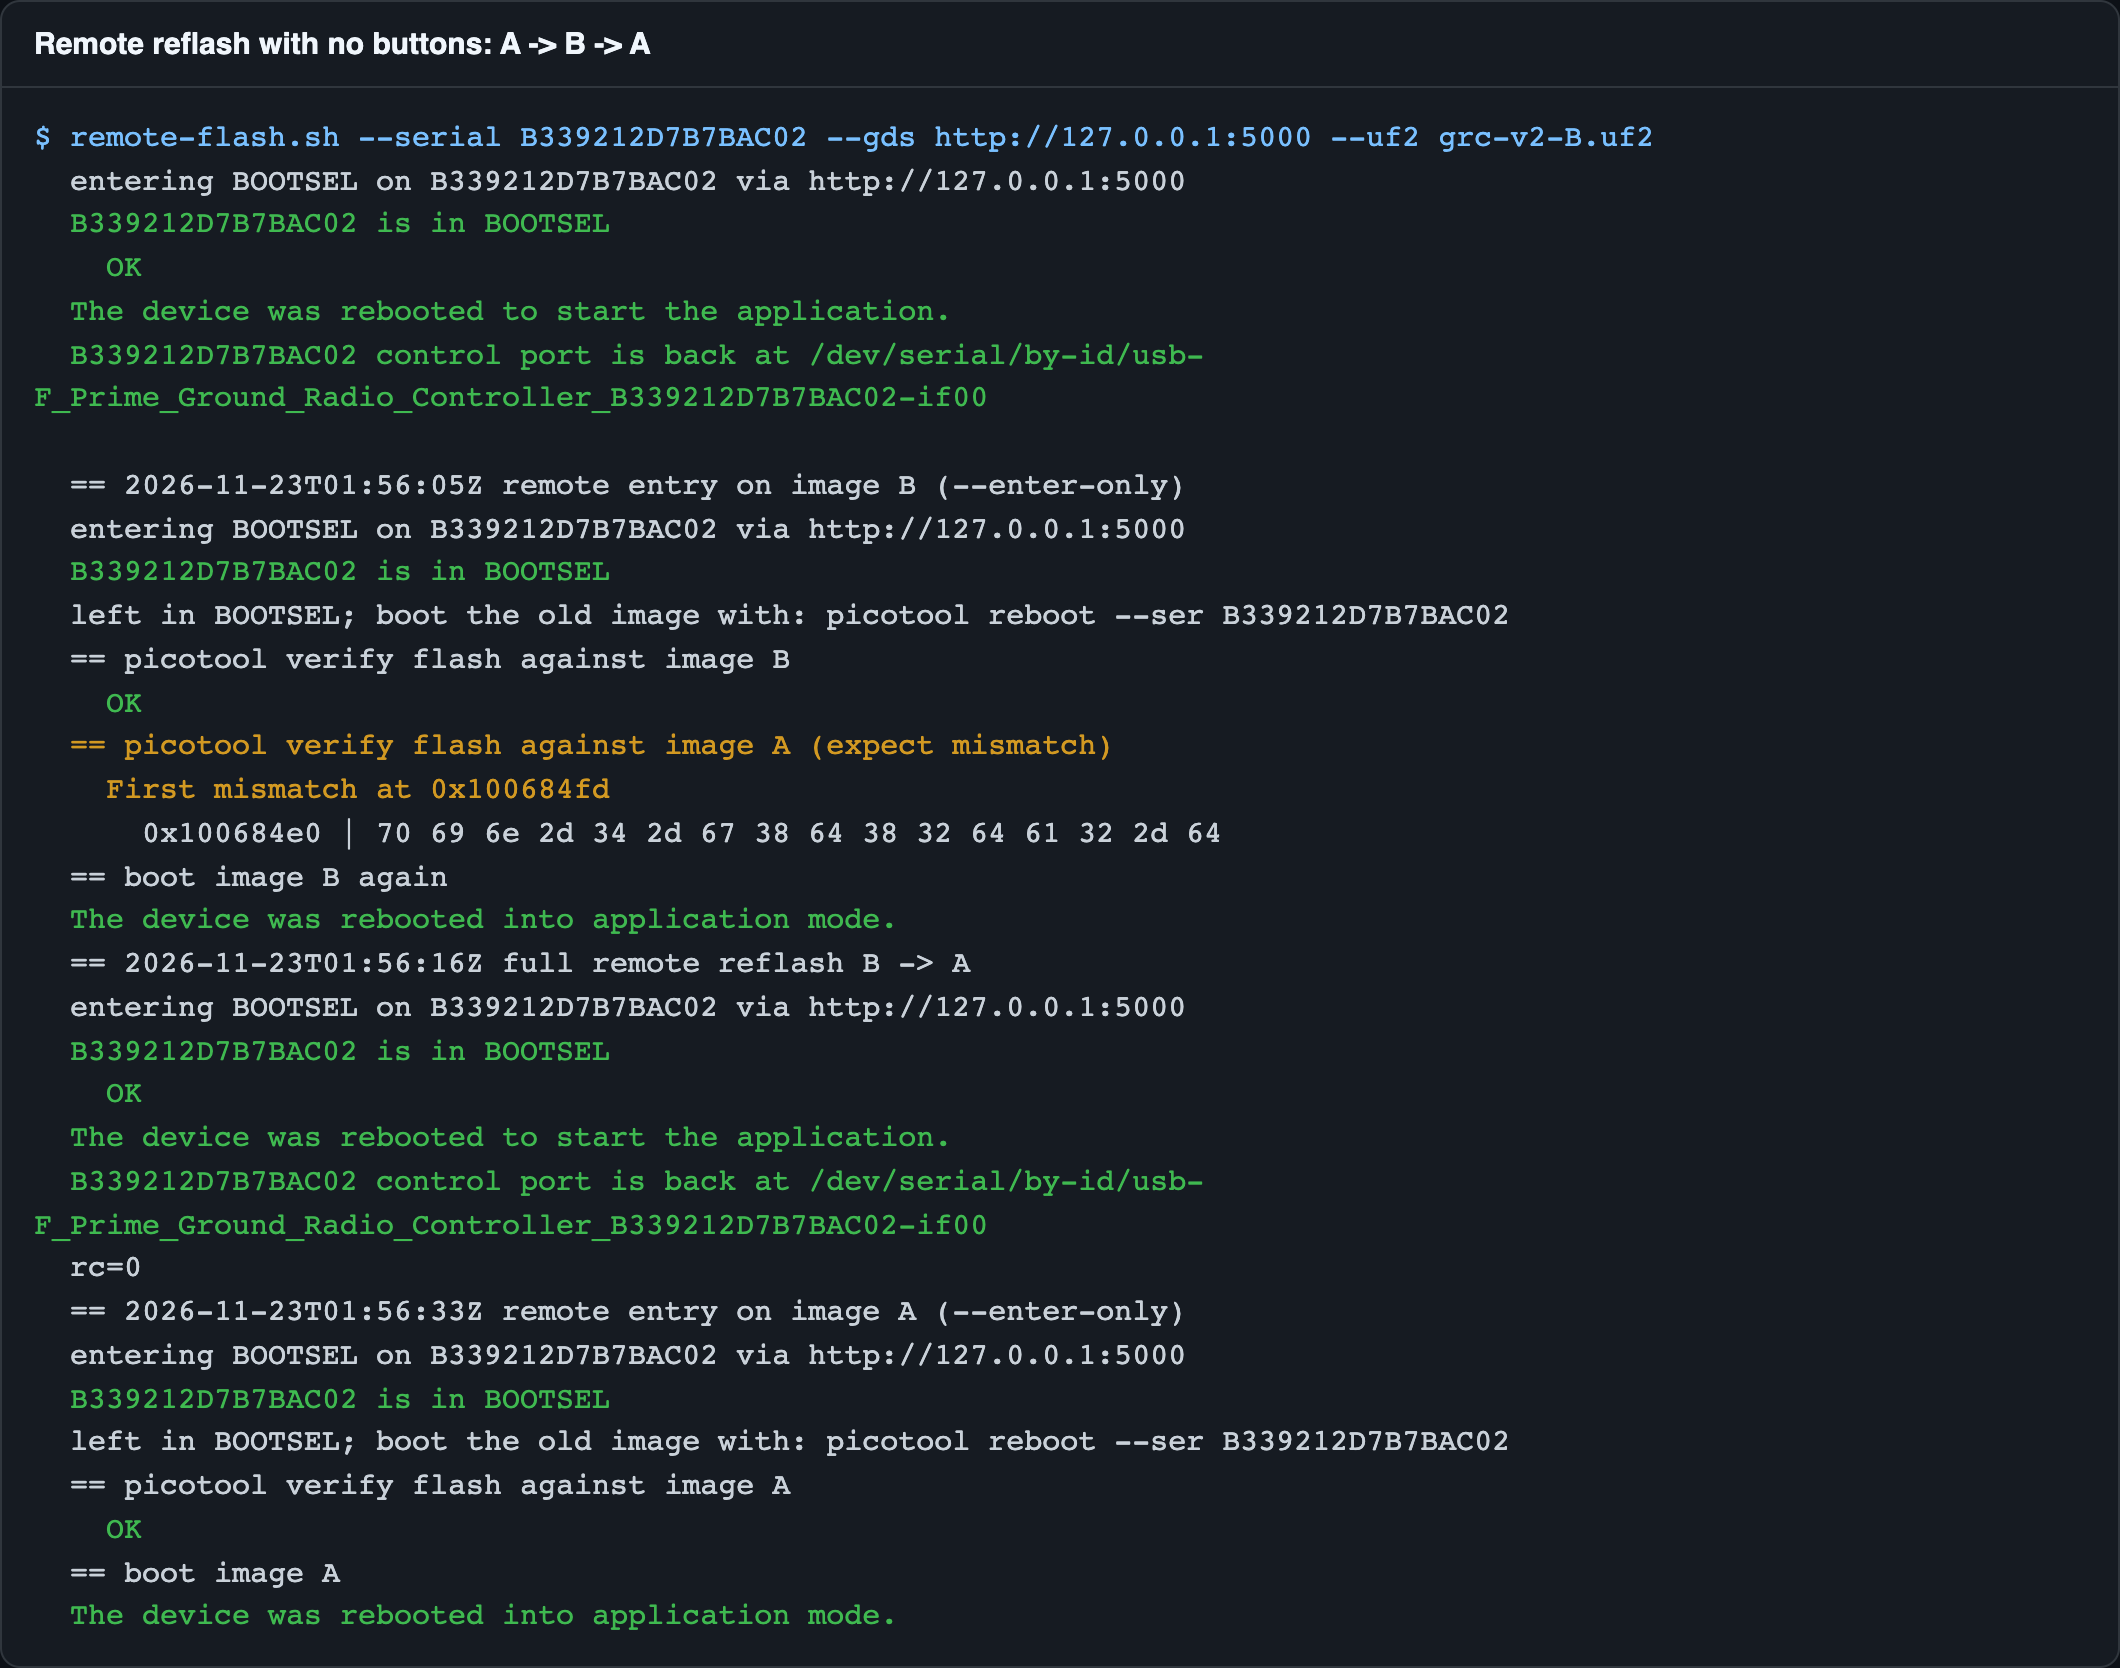 Remote reflash with no buttons: A -> B -> A
$ remote-flash.sh --serial B339212D7B7BAC02 --gds http://127.0.0.1:5000 --uf2 grc-v2-B.uf2
entering BOOTSEL on B339212D7B7BAC02 via http://127.0.0.1:5000
B339212D7B7BAC02 is in BOOTSEL
OK
The device was rebooted to start the application.
B339212D7B7BAC02 control port is back at /dev/serial/by-id/usb-
F_Prime_Ground_Radio_Controller_B339212D7B7BAC02-if00
== 2026-11-23T01:56:05Z remote entry on image B (--enter-only)
entering BOOTSEL on B339212D7B7BAC02 via http://127.0.0.1:5000
B339212D7B7BAC02 is in BOOTSEL
left in BOOTSEL; boot the old image with: picotool reboot --ser B339212D7B7BAC02
== picotool verify flash against image B
OK
== picotool verify flash against image A (expect mismatch)
First mismatch at 0x100684fd
0x100684e0 | 70 69 6e 2d 34 2d 67 38 64 38 32 64 61 32 2d 64
== boot image B again
The device was rebooted into application mode.
== 2026-11-23T01:56:16Z full remote reflash B -> A
entering BOOTSEL on B339212D7B7BAC02 via http://127.0.0.1:5000
B339212D7B7BAC02 is in BOOTSEL
OK
The device was rebooted to start the application.
B339212D7B7BAC02 control port is back at /dev/serial/by-id/usb-
F_Prime_Ground_Radio_Controller_B339212D7B7BAC02-if00
rc=0
== 2026-11-23T01:56:33Z remote entry on image A (--enter-only)
entering BOOTSEL on B339212D7B7BAC02 via http://127.0.0.1:5000
B339212D7B7BAC02 is in BOOTSEL
left in BOOTSEL; boot the old image with: picotool reboot --ser B339212D7B7BAC02
== picotool verify flash against image A
OK
== boot image A
The device was rebooted into application mode.